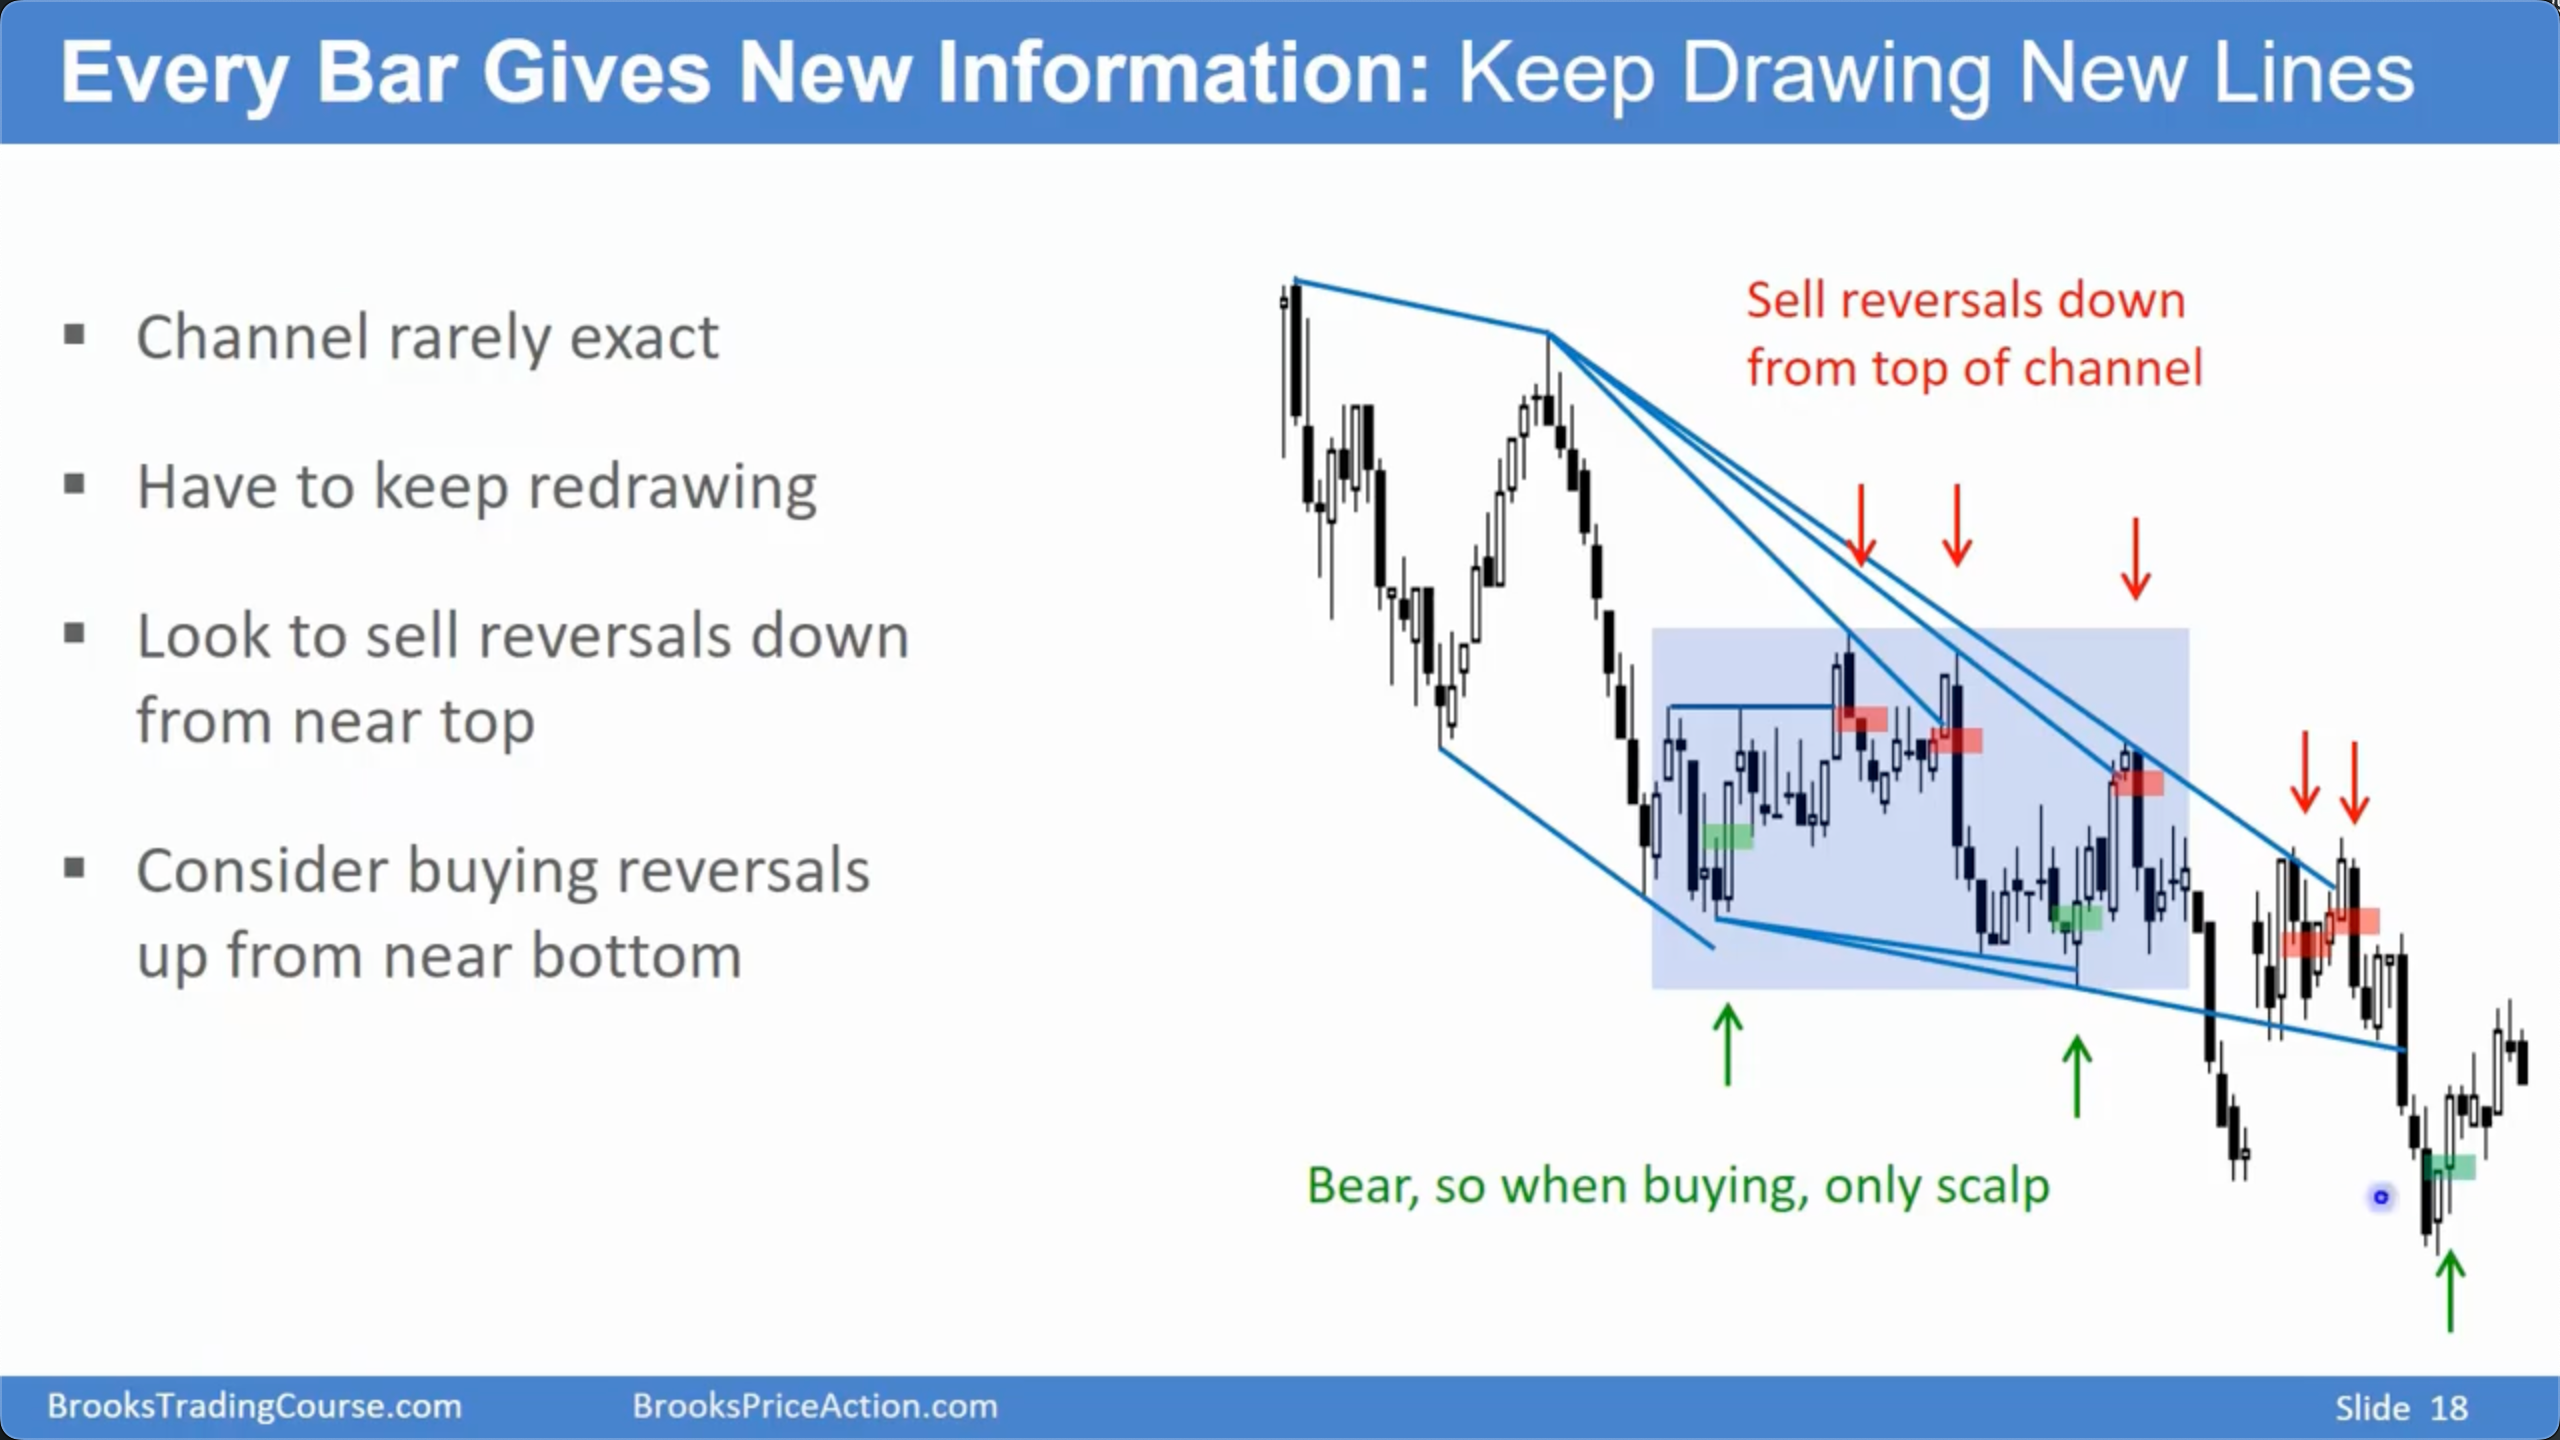 Every Bar Gives New Information: Keep Drawing New Lines
▪ Channel rarely exact
▪ Have to keep redrawing
▪ Look to sell reversals down
from near top
▪ Consider buying reversals
up from near bottom
Sell reversals down
from top of channel
Bear, so when buying, only scalp
BrooksTradingCourse.com
BrooksPriceAction.com
Slide 18